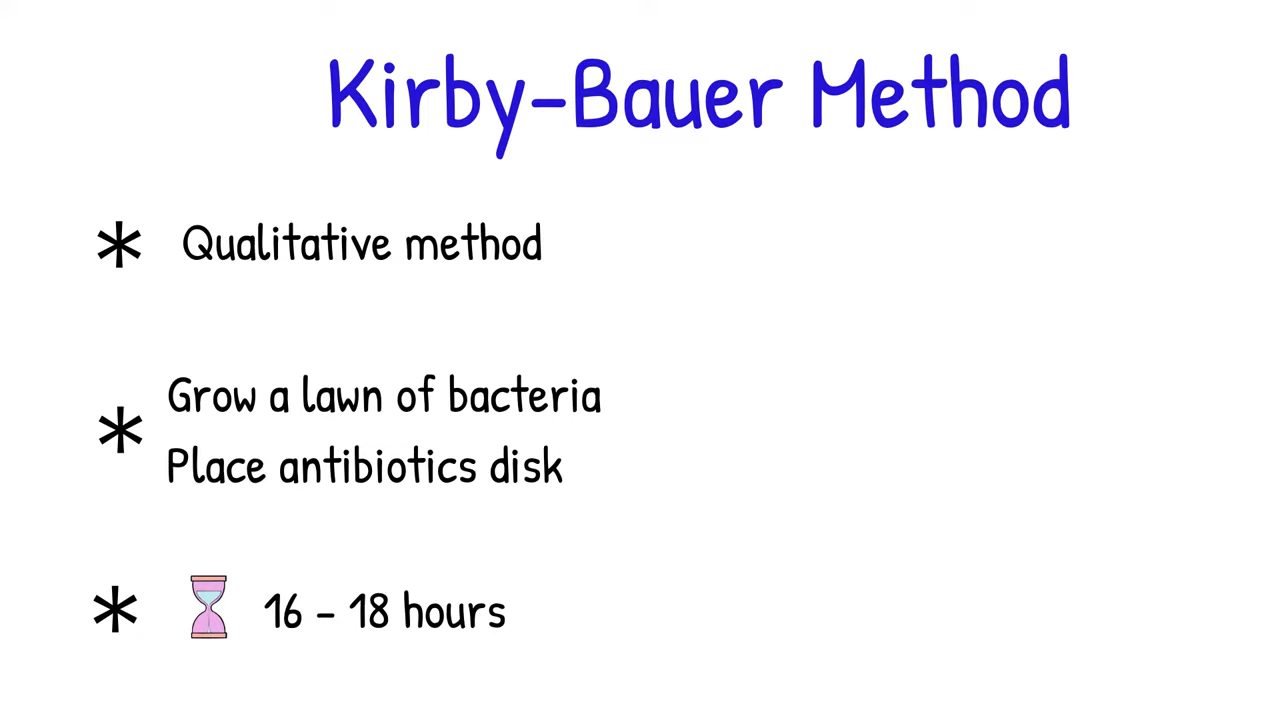 Kirby-Bauer Method
* Qualitative method
* Grow a lawn of bacteria
Place antibiotics disk
* 16 - 18 hours